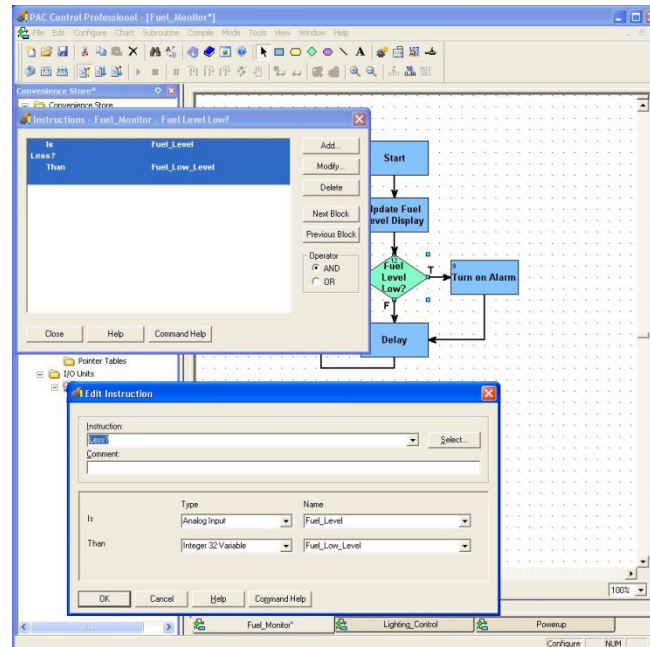 PAC Control Professional - [Fuel_Monitor*]
File Edit Configure Chart Subroutine Compile Mode Tools View Window Help
Convenience Store*
Convenience Store
Instructions - Fuel_Monitor - Fuel Level Low?
Is Fuel_Level
Less?
Than Fuel_Low_Level
Add...
Modify...
Delete
Next Block
Previous Block
Operator
AND
OR
Close Help Command Help
Start
Update Fuel
Level Display
12
Fuel
Level
Low?
T
F
9
Turn on Alarm
Delay
Pointer Tables
I/O Units
Edit Instruction
Instruction:
Less?
Select...
Comment:
Type Name
Is Analog Input Fuel_Level
Than Integer 32 Variable Fuel_Low_Level
OK Cancel Help Command Help
100%
Fuel_Monitor* Lighting_Control Powerup
Configure NUM